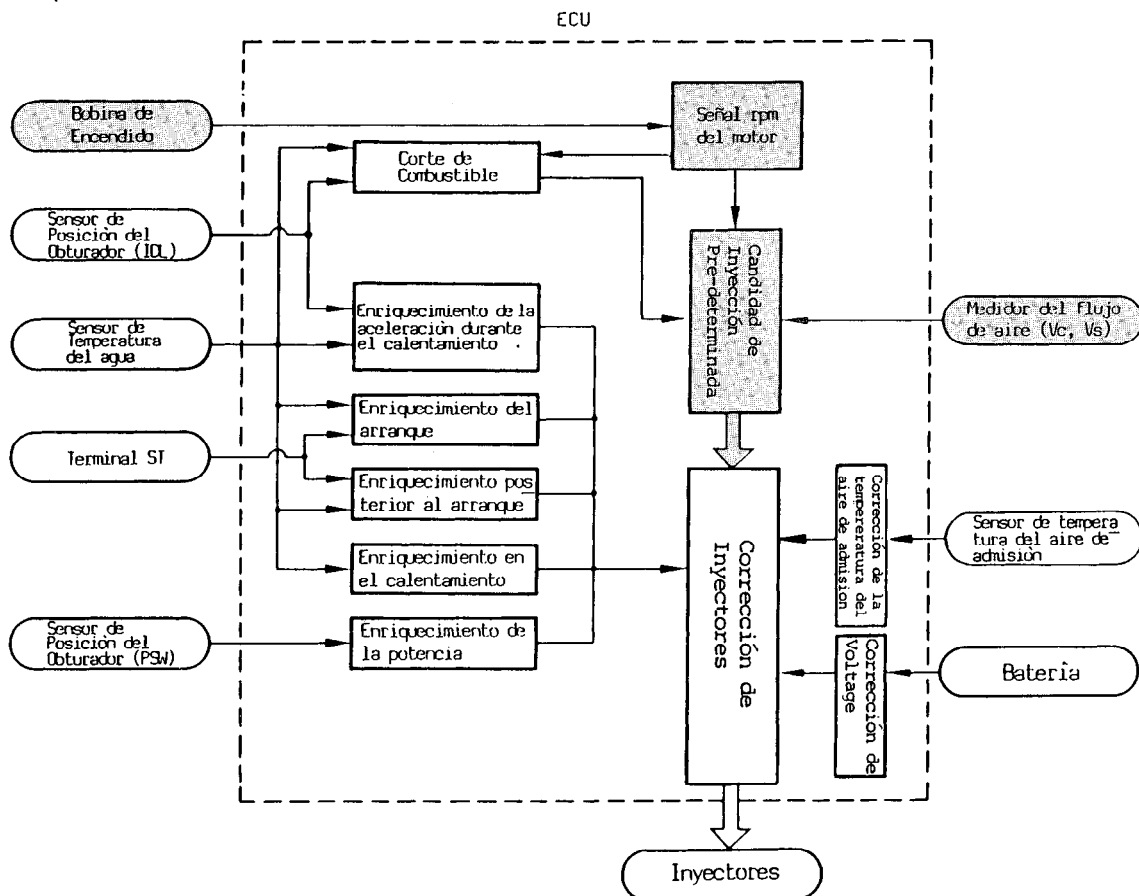 ECU
Bobina de
Encendido
Señal rpm
del motor
Corte de
Combustible
Sensor de
Posición del
Obturador (IDL)
Candidad de
Inyección
Pre-determinada
Enriquecimiento de la
aceleración durante
el calentamiento .
Medidor del flujo
de aire (Vc, Vs)
Sensor de
Temperatura
del agua
Enriquecimiento del
arranque
Terminal ST
Enriquecimiento pos
terior al arranque
Corrección de
Inyectores
Corrección de la
tempereratura del
aire de admision
Sensor de tempera
tura del aire de-
admisión
Enriquecimiento en
el calentamiento
Sensor de
Posición del
Obturador (PSW)
Enriquecimiento de
la potencia
Corrección de
Voltage
Batería
Inyectores